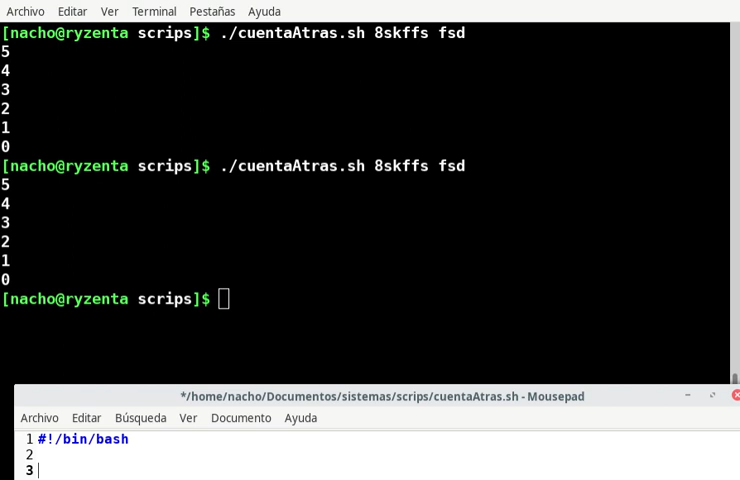 Archivo Editar Ver Terminal Pestañas Ayuda
[nacho@ryzenta scrips]$ ./cuentaAtras.sh 8skffs fsd
5
4
3
2
1
0
[nacho@ryzenta scrips]$ ./cuentaAtras.sh 8skffs fsd
5
4
3
2
1
0
[nacho@ryzenta scrips]$
*/home/nacho/Documentos/sistemas/scrips/cuentaAtras.sh - Mousepad
Archivo Editar Búsqueda Ver Documento Ayuda
1 #!/bin/bash
2
3